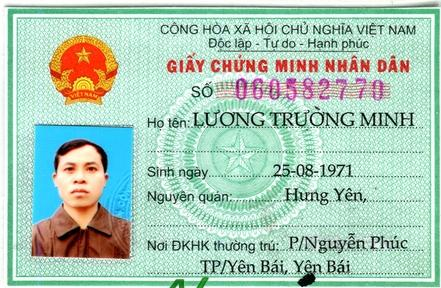 CỘNG HÒA XÃ HỘI CHỦ NGHĨA VIỆT NAM
Độc lập - Tự do - Hạnh phúc
GIẤY CHỨNG MINH NHÂN DÂN
SỐ 060582770
Họ tên: LƯƠNG TRƯỜNG MINH
Sinh ngày 25-08-1971
Nguyên quán: Hưng Yên,
Nơi ĐKHK thường trú: P/Nguyễn Phúc
TP/Yên Bái, Yên Bái
VIỆT NAM